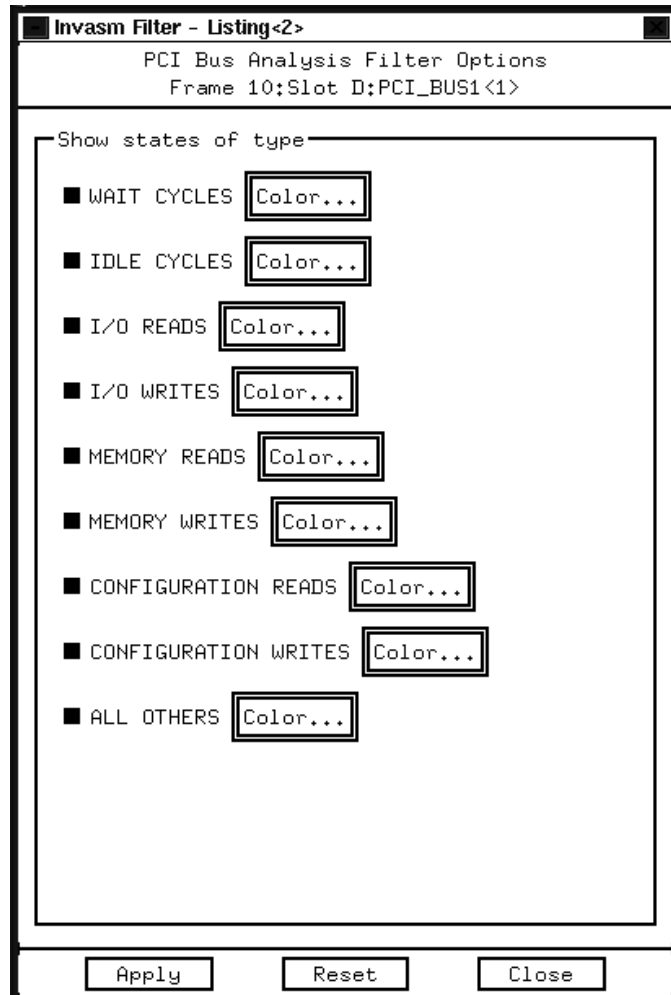 Invasm Filter - Listing<2>
PCI Bus Analysis Filter Options
Frame 10:Slot D:PCI_BUS1<1>
Show states of type
WAIT CYCLES Color...
IDLE CYCLES Color...
I/O READS Color...
I/O WRITES Color...
MEMORY READS Color...
MEMORY WRITES Color...
CONFIGURATION READS Color...
CONFIGURATION WRITES Color...
ALL OTHERS Color...
Apply Reset Close